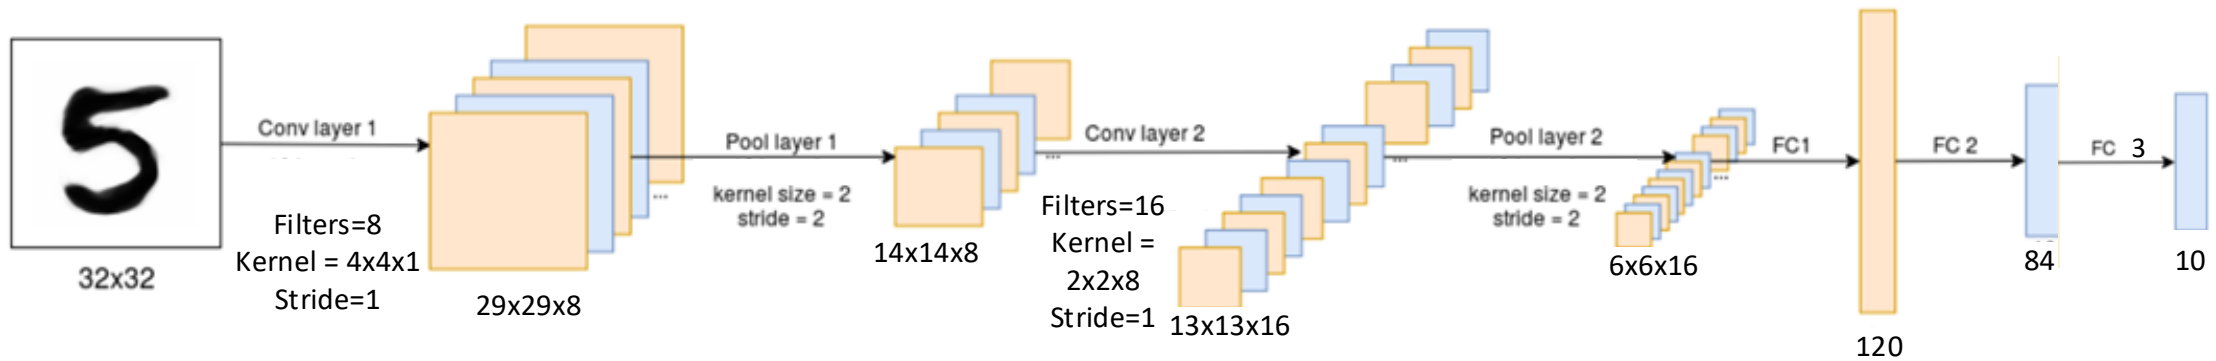 32x32
Conv layer 1
Filters=8
Kernel = 4x4x1
Stride=1
29x29x8
...
Pool layer 1
kernel size = 2
stride = 2
14x14x8
...
Conv layer 2
Filters=16
Kernel =
2x2x8
Stride=1
13x13x16
...
Pool layer 2
kernel size = 2
stride = 2
6x6x16
...
FC1
120
FC 2
84
FC 3
10
5